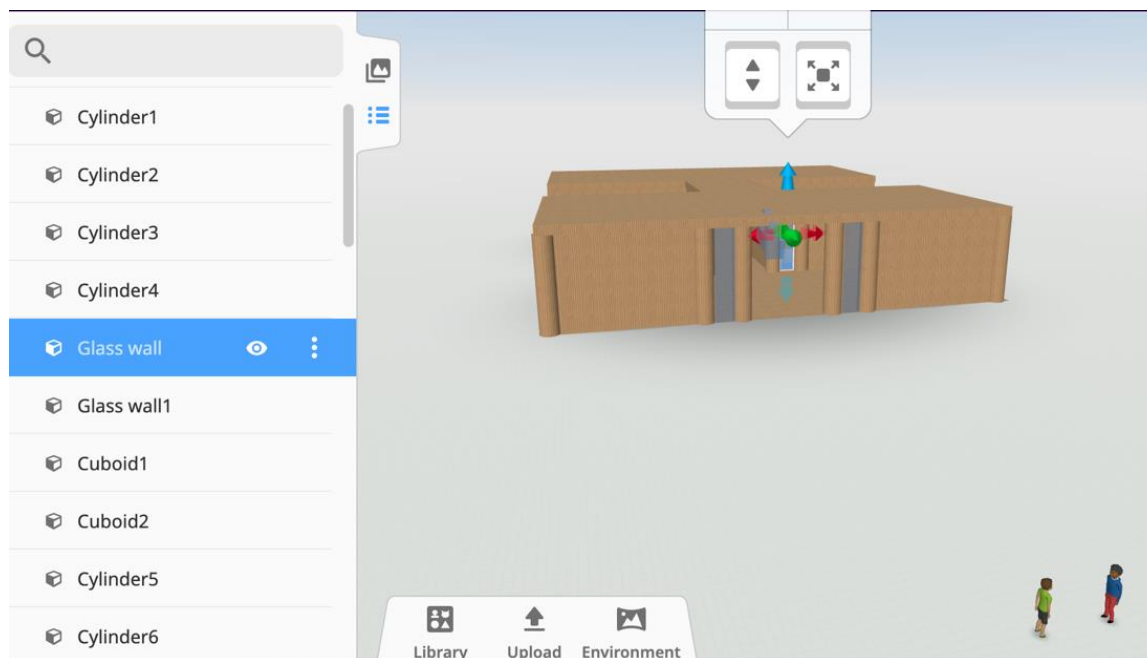 Cylinder1
Cylinder2
Cylinder3
Cylinder4
Glass wall
Glass wall1
Cuboid1
Cuboid2
Cylinder5
Cylinder6
Library Upload Environment